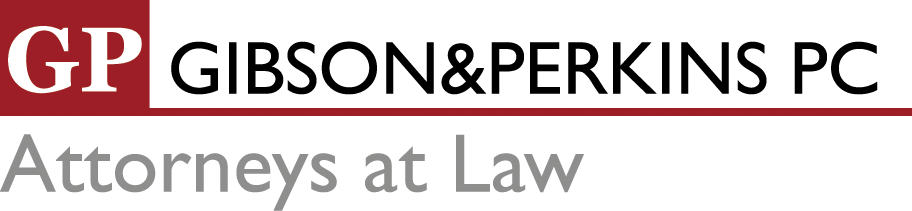 GP GIBSON&PERKINS PC
Attorneys at Law